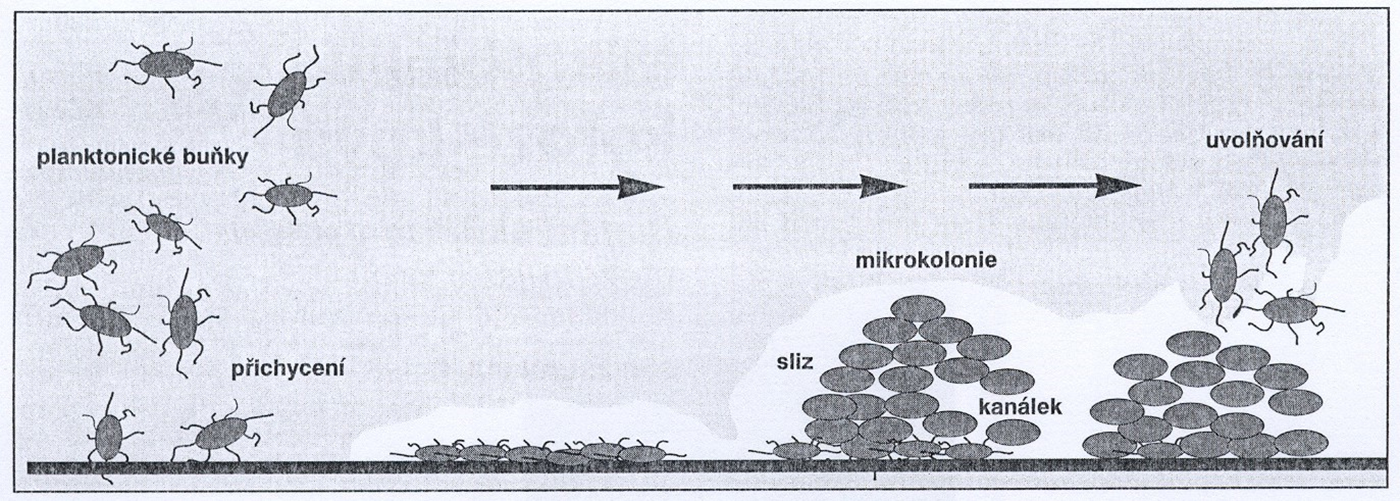 planktonické buňky
přichycení
mikrokolonie
sliz
kanálek
uvolňování